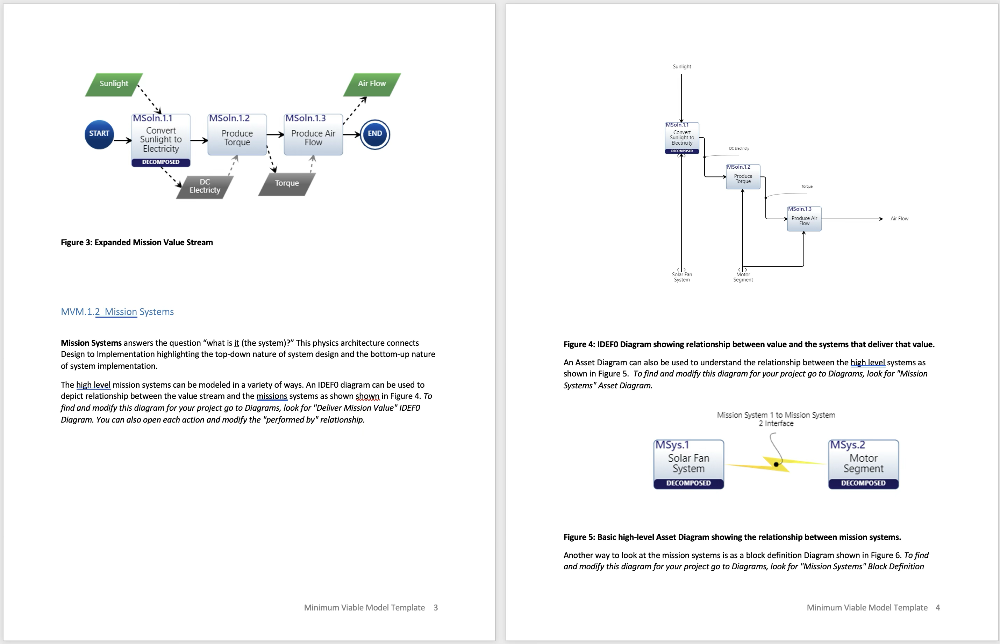 Sunlight
Air Flow
START
MSoln.1.1
Convert
Sunlight to
Electricity
DECOMPOSED
MSoln.1.2
Produce
Torque
MSoln.1.3
Produce Air
Flow
END
DC
Electricty
Torque
Figure 3: Expanded Mission Value Stream
MVM.1.2  Mission Systems
Mission Systems answers the question “what is it (the system)?” This physics architecture connects
Design to Implementation highlighting the top-down nature of system design and the bottom-up nature
of system implementation.
The high level mission systems can be modeled in a variety of ways. An IDEF0 diagram can be used to
depict relationship between the value stream and the missions systems as shown shown in Figure 4. To
find and modify this diagram for your project go to Diagrams, look for "Deliver Mission Value" IDEF0
Diagram. You can also open each action and modify the "performed by" relationship.
Minimum Viable Model Template 3
Sunlight
MSoln.1.1
Convert
Sunlight to
Electricity
DECOMPOSED
DC Electricty
MSoln.1.2
Produce
Torque
Torque
MSoln.1.3
Produce Air
Flow
Air Flow
Solar Fan
System
Motor
Segment
Figure 4: IDEF0 Diagram showing relationship between value and the systems that deliver that value.
An Asset Diagram can also be used to understand the relationship between the high level systems as
shown in Figure 5.  To find and modify this diagram for your project go to Diagrams, look for "Mission
Systems" Asset Diagram.
Mission System 1 to Mission System
2 Interface
MSys.1
Solar Fan
System
DECOMPOSED
MSys.2
Motor
Segment
DECOMPOSED
Figure 5: Basic high-level Asset Diagram showing the relationship between mission systems.
Another way to look at the mission systems is as a block definition Diagram shown in Figure 6. To find
and modify this diagram for your project go to Diagrams, look for "Mission Systems" Block Definition
Minimum Viable Model Template 4